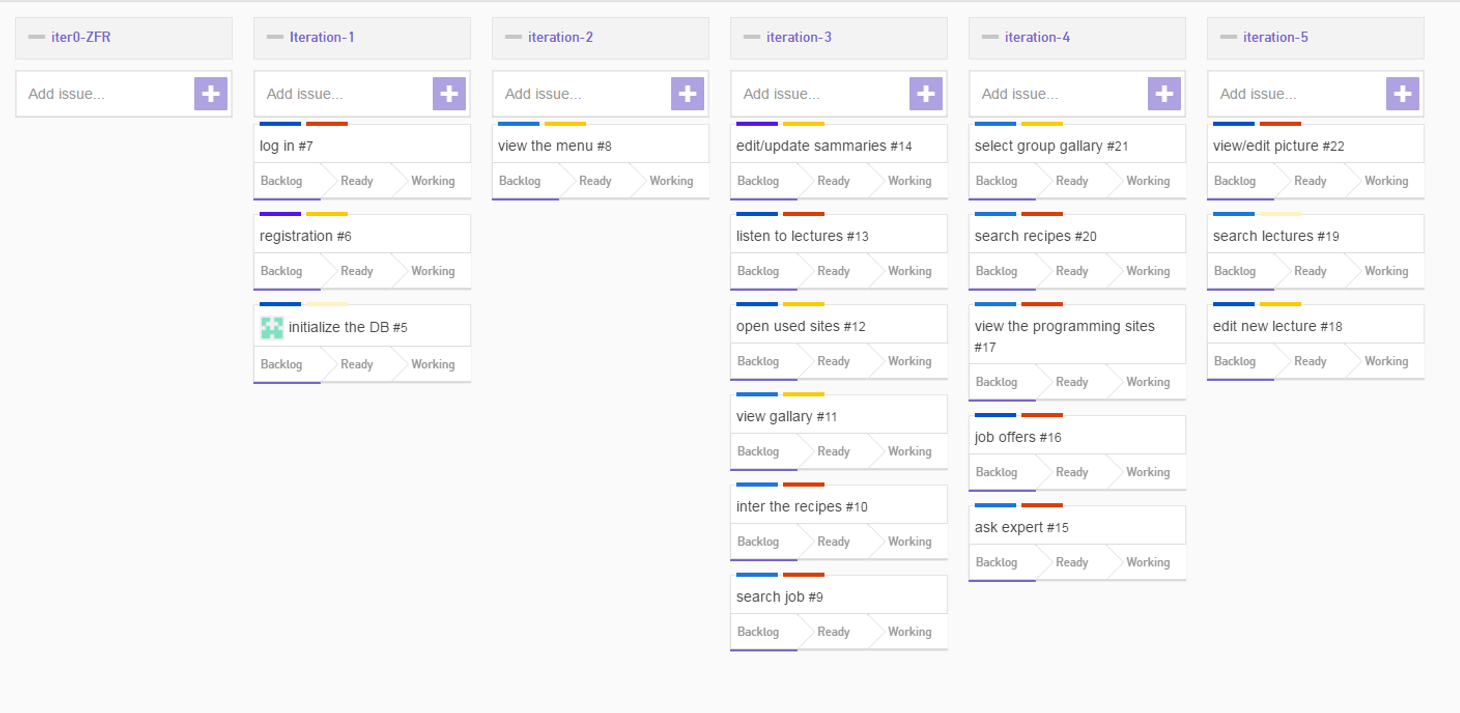 iter0-ZFR
Add issue...
Iteration-1
Add issue...
log in #7
Backlog Ready Working
registration #6
Backlog Ready Working
initialize the DB #5
Backlog Ready Working
iteration-2
Add issue...
view the menu #8
Backlog Ready Working
iteration-3
Add issue...
edit/update sammaries #14
Backlog Ready Working
listen to lectures #13
Backlog Ready Working
open used sites #12
Backlog Ready Working
view gallary #11
Backlog Ready Working
inter the recipes #10
Backlog Ready Working
search job #9
Backlog Ready Working
iteration-4
Add issue...
select group gallary #21
Backlog Ready Working
search recipes #20
Backlog Ready Working
view the programming sites
#17
Backlog Ready Working
job offers #16
Backlog Ready Working
ask expert #15
Backlog Ready Working
iteration-5
Add issue...
view/edit picture #22
Backlog Ready Working
search lectures #19
Backlog Ready Working
edit new lecture #18
Backlog Ready Working